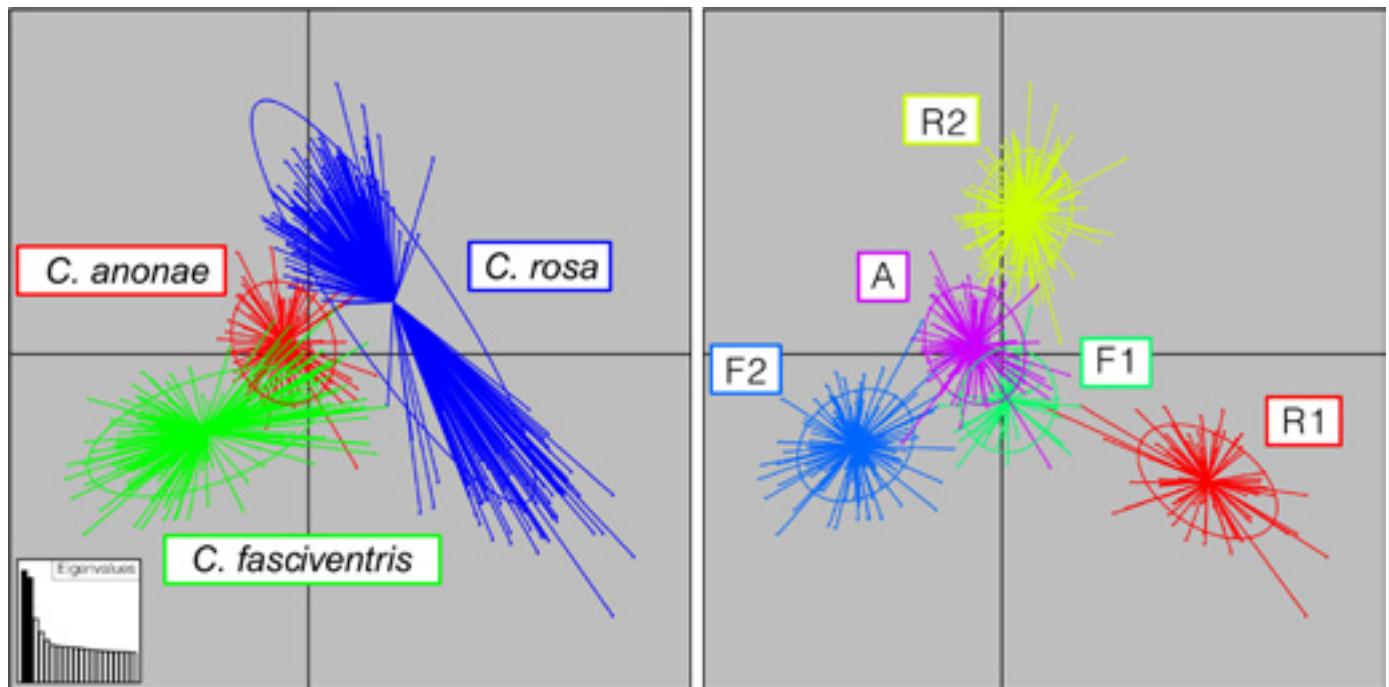 C. anonae
C. rosa
C. fasciventris
Eigenvalues
R2
A
F2
F1
R1